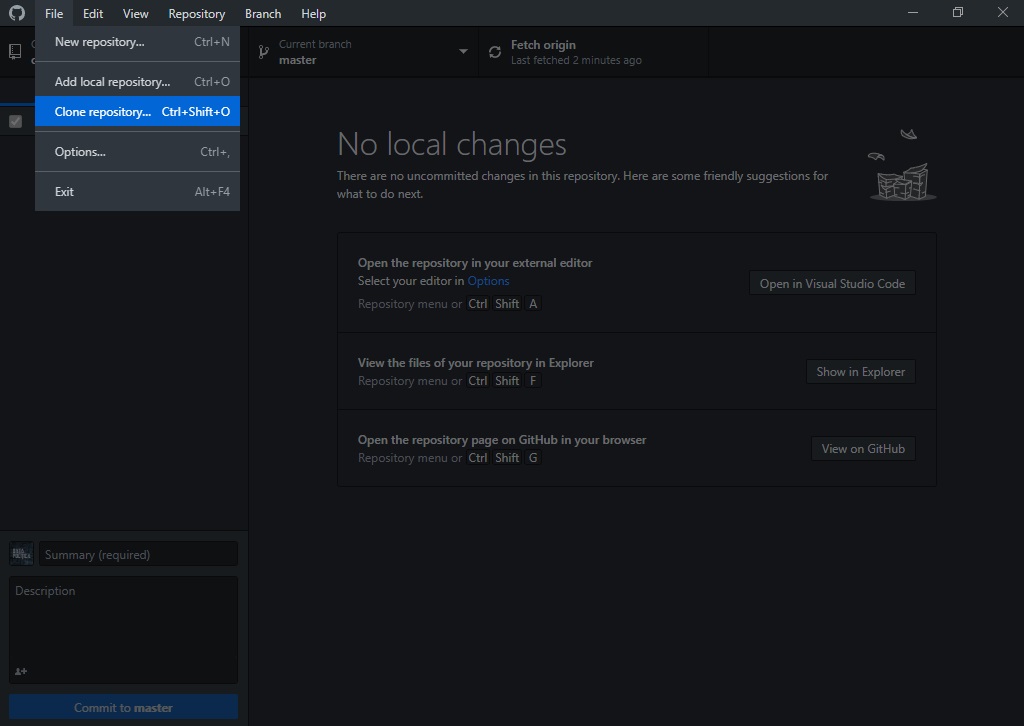 File Edit View Repository Branch Help
New repository... Ctrl+N
Add local repository... Ctrl+O
Clone repository... Ctrl+Shift+O
Options... Ctrl+,
Exit Alt+F4
Current branch
master
Fetch origin
Last fetched 2 minutes ago
No local changes
There are no uncommitted changes in this repository. Here are some friendly suggestions for
what to do next.
Open the repository in your external editor
Select your editor in Options
Repository menu or Ctrl Shift A
Open in Visual Studio Code
View the files of your repository in Explorer
Repository menu or Ctrl Shift F
Show in Explorer
Open the repository page on GitHub in your browser
Repository menu or Ctrl Shift G
View on GitHub
Summary (required)
Description
Commit to master